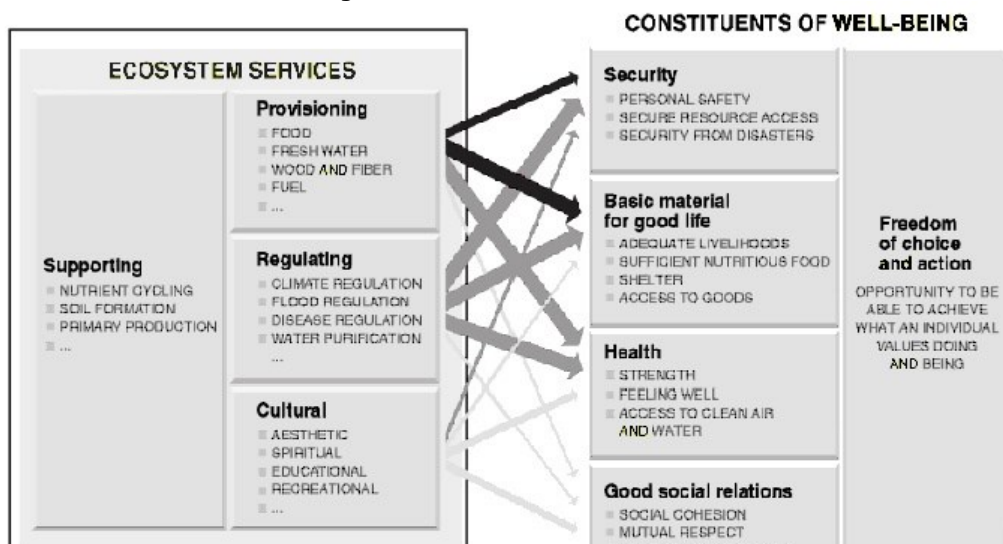 CONSTITUENTS OF WELL-BEING
ECOSYSTEM SERVICES
Supporting
NUTRIENT CYCLING
SOIL FORMATION
PRIMARY PRODUCTION
...
Provisioning
FOOD
FRESH WATER
WOOD AND FIBER
FUEL
...
Regulating
CLIMATE REGULATION
FLOOD REGULATION
DISEASE REGULATION
WATER PURIFICATION
...
Cultural
AESTHETIC
SPIRITUAL
EDUCATIONAL
RECREATIONAL
...
Security
PERSONAL SAFETY
SECURE RESOURCE ACCESS
SECURITY FROM DISASTERS
Basic material
for good life
ADEQUATE LIVELIHOODS
SUFFICIENT NUTRITIOUS FOOD
SHELTER
ACCESS TO GOODS
Health
STRENGTH
FEELING WELL
ACCESS TO CLEAN AIR
AND WATER
Good social relations
SOCIAL COHESION
MUTUAL RESPECT
Freedom
of choice
and action
OPPORTUNITY TO BE
ABLE TO ACHIEVE
WHAT AN INDIVIDUAL
VALUES DOING
AND BEING